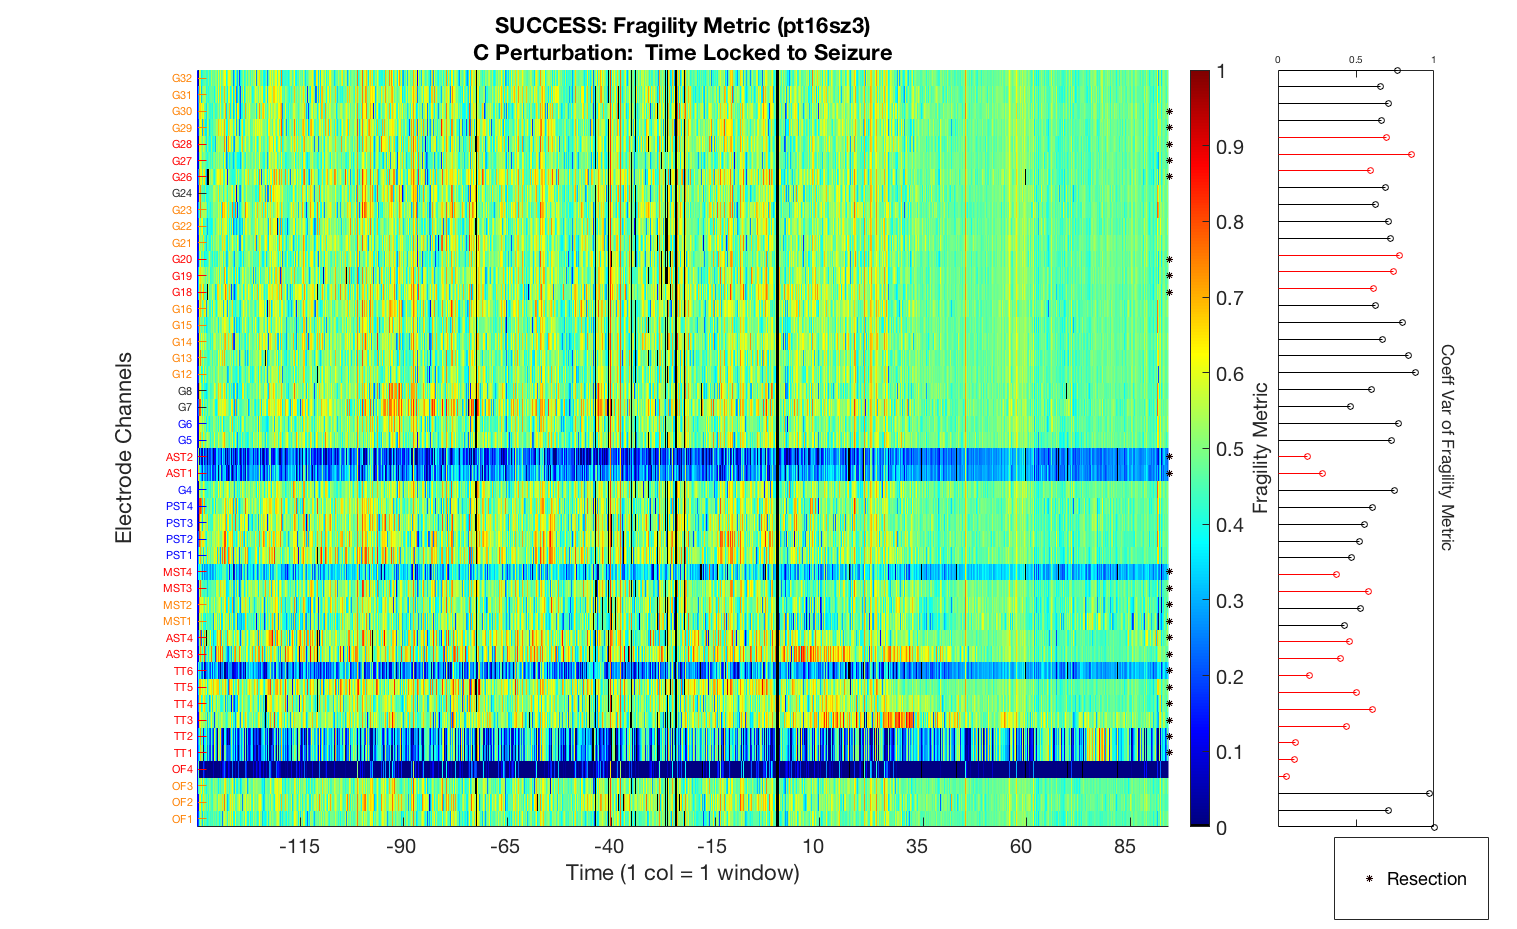 SUCCESS: Fragility Metric (pt16sz3)
C Perturbation:  Time Locked to Seizure
Electrode Channels
G32
G31
G30
G29
G28
G27
G26
G24
G23
G22
G21
G20
G19
G18
G16
G15
G14
G13
G12
G8
G7
G6
G5
AST2
AST1
G4
PST4
PST3
PST2
PST1
MST4
MST3
MST2
MST1
AST4
AST3
TT6
TT5
TT4
TT3
TT2
TT1
OF4
OF3
OF2
OF1
-115 -90 -65 -40 -15 10 35 60 85
Time (1 col = 1 window)
1
0.9
0.8
0.7
0.6
0.5
0.4
0.3
0.2
0.1
0
Fragility Metric
0 0.5 1
Coeff Var of Fragility Metric
* Resection